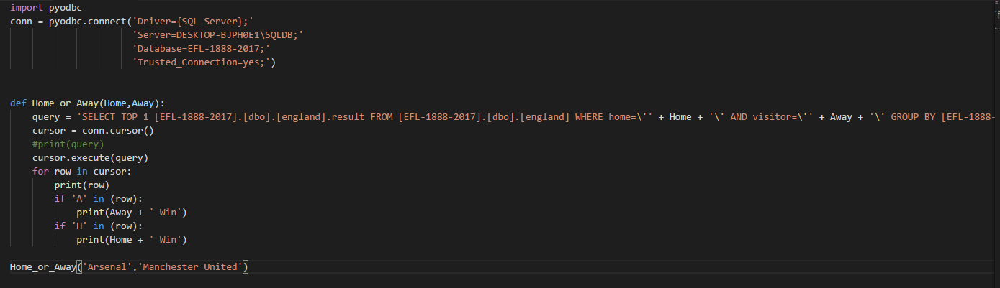 import pyodbc
conn = pyodbc.connect('Driver={SQL Server};'
'Server=DESKTOP-BJPH0E1\SQLDB;'
'Database=EFL-1888-2017;'
'Trusted_Connection=yes;')
def Home_or_Away(Home,Away):
query = 'SELECT TOP 1 [EFL-1888-2017].[dbo].[england].result FROM [EFL-1888-2017].[dbo].[england] WHERE home=\'' + Home + '\' AND visitor=\'' + Away + '\' GROUP BY [EFL-1888-
cursor = conn.cursor()
#print(query)
cursor.execute(query)
for row in cursor:
print(row)
if 'A' in (row):
print(Away + ' Win')
if 'H' in (row):
print(Home + ' Win')
Home_or_Away('Arsenal','Manchester United')